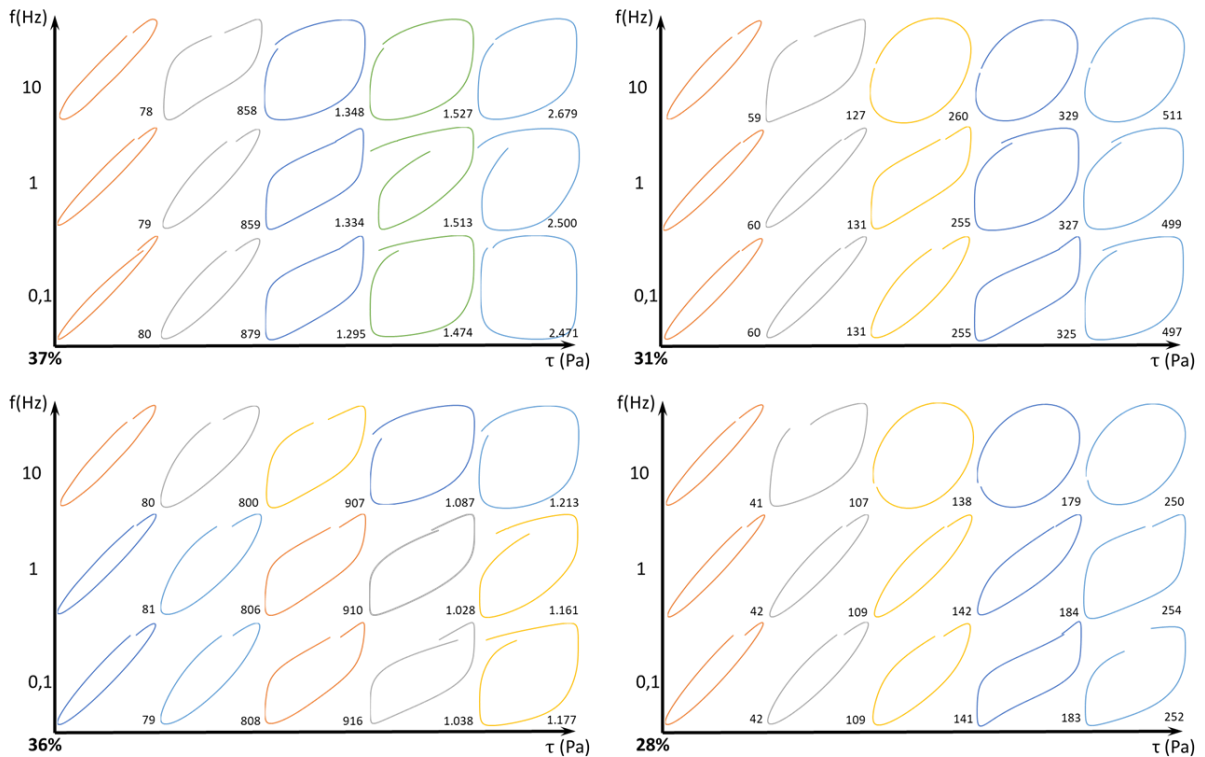 f(Hz)
10
78 858 1.348 1.527 2.679
1
79 859 1.334 1.513 2.500
0,1
80 879 1.295 1.474 2.471
37% τ (Pa)
f(Hz)
10
59 127 260 329 511
1
60 131 255 327 499
0,1
60 131 255 325 497
31% τ (Pa)
f(Hz)
10
80 800 907 1.087 1.213
1
81 806 910 1.028 1.161
0,1
79 808 916 1.038 1.177
36% τ (Pa)
f(Hz)
10
41 107 138 179 250
1
42 109 142 184 254
0,1
42 109 141 183 252
28% τ (Pa)